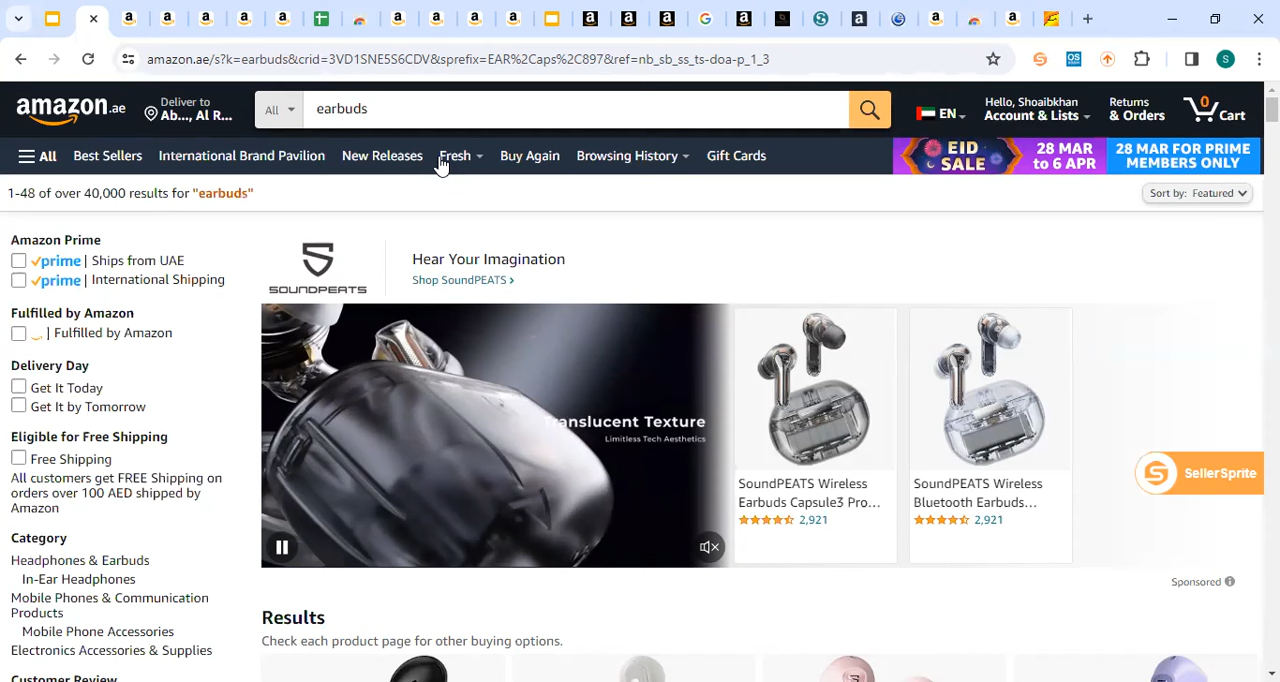 amazon.ae/s?k=earbuds&crid=3VD1SNE5S6CDV&sprefix=EAR%2Caps%2C897&ref=nb_sb_ss_ts-doa-p_1_3
S
amazon.ae
Deliver to
Ab..., Al R...
All
earbuds
EN
Hello, Shoaibkhan
Account & Lists
Returns
& Orders
0
Cart
All
Best Sellers
International Brand Pavilion
New Releases
Fresh
Buy Again
Browsing History
Gift Cards
EID
SALE
28 MAR
to 6 APR
28 MAR FOR PRIME
MEMBERS ONLY
1-48 of over 40,000 results for "earbuds"
Sort by: Featured
Amazon Prime
prime | Ships from UAE
prime | International Shipping
Fulfilled by Amazon
| Fulfilled by Amazon
Delivery Day
Get It Today
Get It by Tomorrow
Eligible for Free Shipping
Free Shipping
All customers get FREE Shipping on
orders over 100 AED shipped by
Amazon
Category
Headphones & Earbuds
In-Ear Headphones
Mobile Phones & Communication
Products
Mobile Phone Accessories
Electronics Accessories & Supplies
Customer Review
SOUNDPEATS
Hear Your Imagination
Shop SoundPEATS ›
Translucent Texture
Limitless Tech Aesthetics
SoundPEATS Wireless
Earbuds Capsule3 Pro...
2,921
SoundPEATS Wireless
Bluetooth Earbuds...
2,921
SellerSprite
Sponsored
Results
Check each product page for other buying options.